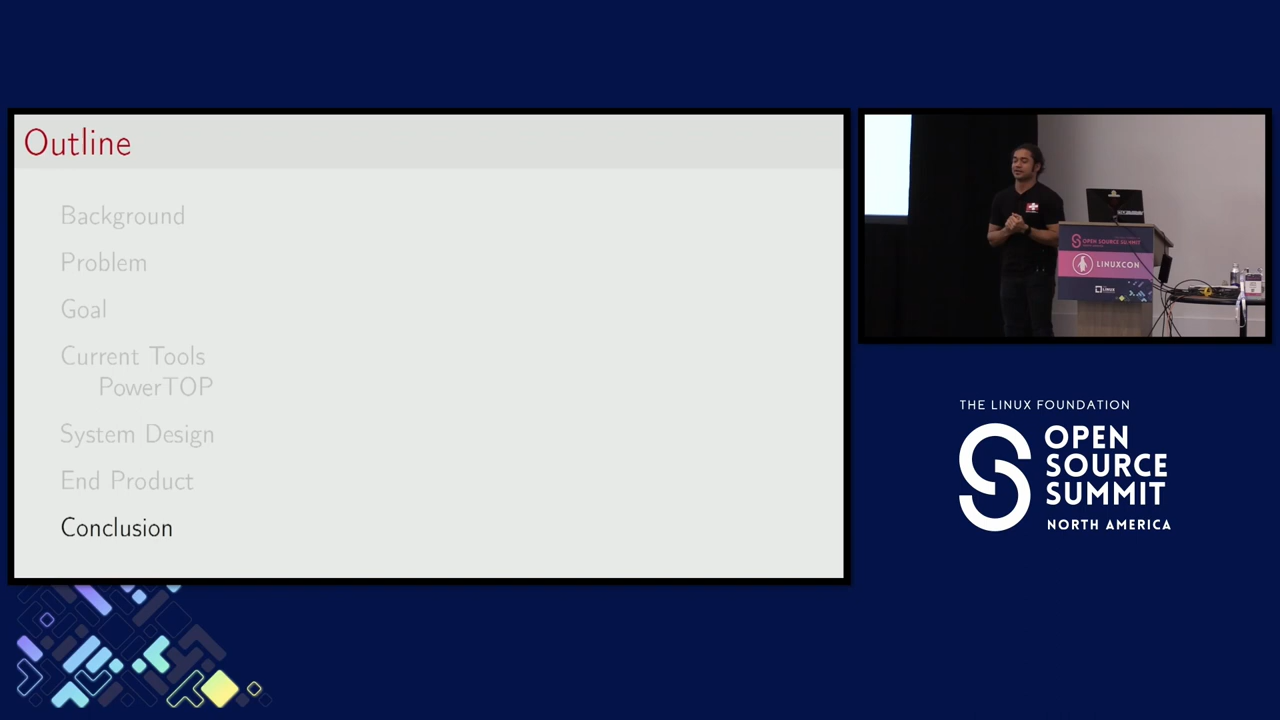 Outline
Background
Problem
Goal
Current Tools
PowerTOP
System Design
End Product
Conclusion
OPEN SOURCE SUMMIT
LINUXCON
THE LINUX FOUNDATION
OPEN
SOURCE
SUMMIT
NORTH AMERICA